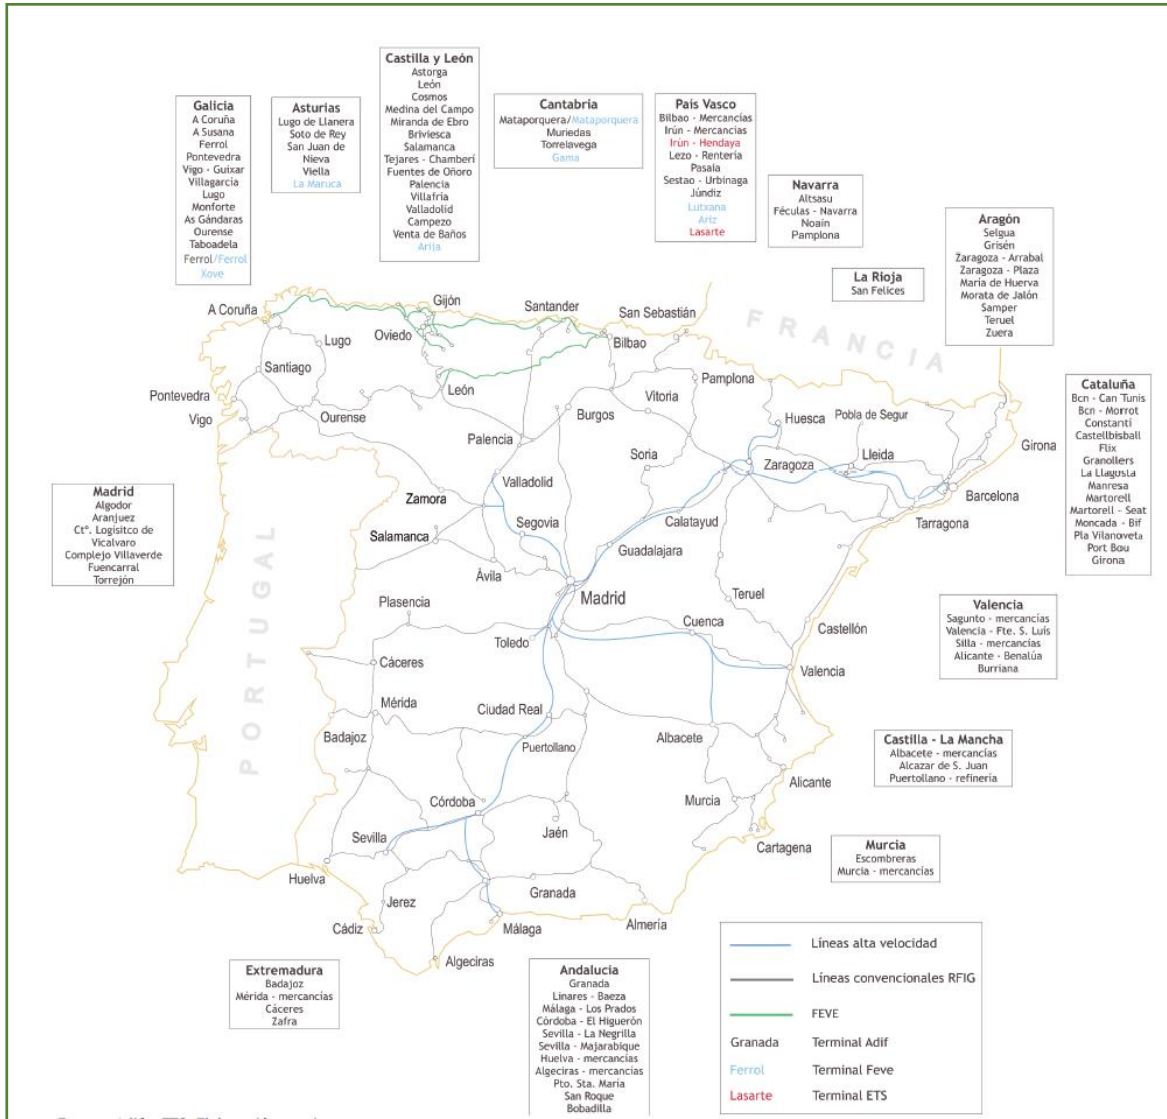 Castilla y León
Astorga
León
Cosmos
Medina del Campo
Miranda de Ebro
Briviesca
Salamanca
Tejares - Chamberí
Fuentes de Oñoro
Palencia
Villafría
Valladolid
Campezo
Venta de Baños
Arija
Galicia
A Coruña
A Susana
Ferrol
Pontevedra
Vigo - Guixar
Villagarcía
Lugo
Monforte
As Gándaras
Ourense
Taboadela
Ferrol/Ferrol
Xove
Asturias
Lugo de Llanera
Soto de Rey
San Juan de
Nieva
Viella
La Maruca
Cantabria
Mataporquera/Mataporquera
Muriedas
Torrelavega
Gama
País Vasco
Bilbao - Mercancías
Irún - Mercancías
Irún - Hendaya
Lezo - Rentería
Pasaia
Sestao - Urbinaga
Júndiz
Lutxana
Ariz
Lasarte
Navarra
Altsasu
Féculas - Navarra
Noaín
Pamplona
Aragón
Selgua
Grisén
Zaragoza - Arrabal
Zaragoza - Plaza
María de Huerva
Morata de Jalón
Samper
Teruel
Zuera
La Rioja
San Felices
A Coruña
Gijón
Santander
San Sebastián
FRANCIA
Oviedo
Lugo
Bilbao
Santiago
León
Pamplona
Pontevedra
Vitoria
Vigo
Ourense
Burgos
Huesca
Pobla de Segur
Palencia
Girona
Soria
Zaragoza
Lleida
Valladolid
Zamora
Barcelona
Segovia
Calatayud
Tarragona
Salamanca
Guadalajara
Ávila
Madrid
Teruel
PORTUGAL
Plasencia
Cuenca
Castellón
Toledo
Cáceres
Valencia
Mérida
Ciudad Real
Badajoz
Puertollano
Albacete
Alicante
Córdoba
Murcia
Sevilla
Jaén
Cartagena
Huelva
Granada
Jerez
Cádiz
Málaga
Almería
Algeciras
Cataluña
Bcn - Can Tunis
Bcn - Morrot
Constantí
Castellbisball
Flix
Granollers
La Llagosta
Manresa
Martorell
Martorell - Seat
Moncada - Bif
Pla Vilanoveta
Port Bou
Girona
Madrid
Algodor
Aranjuez
Ctº. Logísitco de
Vicalvaro
Complejo Villaverde
Fuencarral
Torrejón
Valencia
Sagunto - mercancías
Valencia - Fte. S. Luis
Silla - mercancías
Alicante - Benalúa
Burriana
Castilla - La Mancha
Albacete - mercancías
Alcazar de S. Juan
Puertollano - refinería
Murcia
Escombreras
Murcia - mercancías
Extremadura
Badajoz
Mérida - mercancías
Cáceres
Zafra
Andalucia
Granada
Linares - Baeza
Málaga - Los Prados
Córdoba - El Higuerón
Sevilla - La Negrilla
Sevilla - Majarabique
Huelva - mercancías
Algeciras - mercancías
Pto. Sta. María
San Roque
Bobadilla
Líneas alta velocidad
Líneas convencionales RFIG
FEVE
Granada Terminal Adif
Ferrol Terminal Feve
Lasarte Terminal ETS